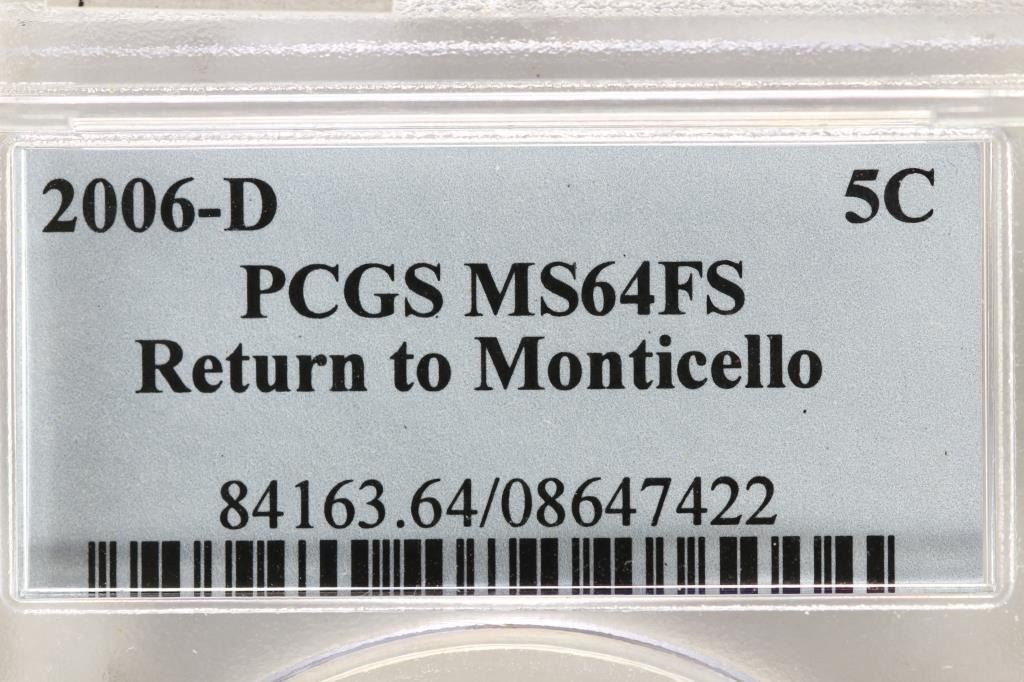 2006-D 5C
PCGS MS64FS
Return to Monticello
84163.64/08647422